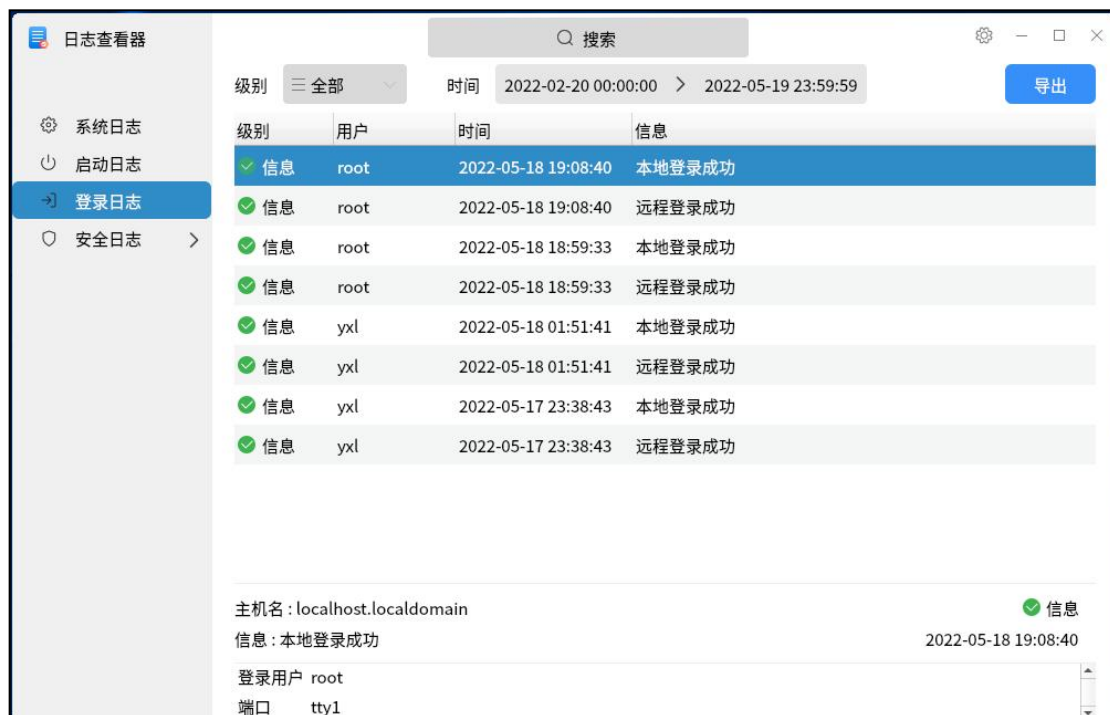 日志查看器
搜索
级别 全部 时间 2022-02-20 00:00:00 > 2022-05-19 23:59:59 导出
系统日志
启动日志
登录日志
安全日志
级别 用户 时间 信息
信息 root 2022-05-18 19:08:40 本地登录成功
信息 root 2022-05-18 19:08:40 远程登录成功
信息 root 2022-05-18 18:59:33 本地登录成功
信息 root 2022-05-18 18:59:33 远程登录成功
信息 yxl 2022-05-18 01:51:41 本地登录成功
信息 yxl 2022-05-18 01:51:41 远程登录成功
信息 yxl 2022-05-17 23:38:43 本地登录成功
信息 yxl 2022-05-17 23:38:43 远程登录成功
主机名 : localhost.localdomain 信息
信息 : 本地登录成功 2022-05-18 19:08:40
登录用户 root
端口 tty1